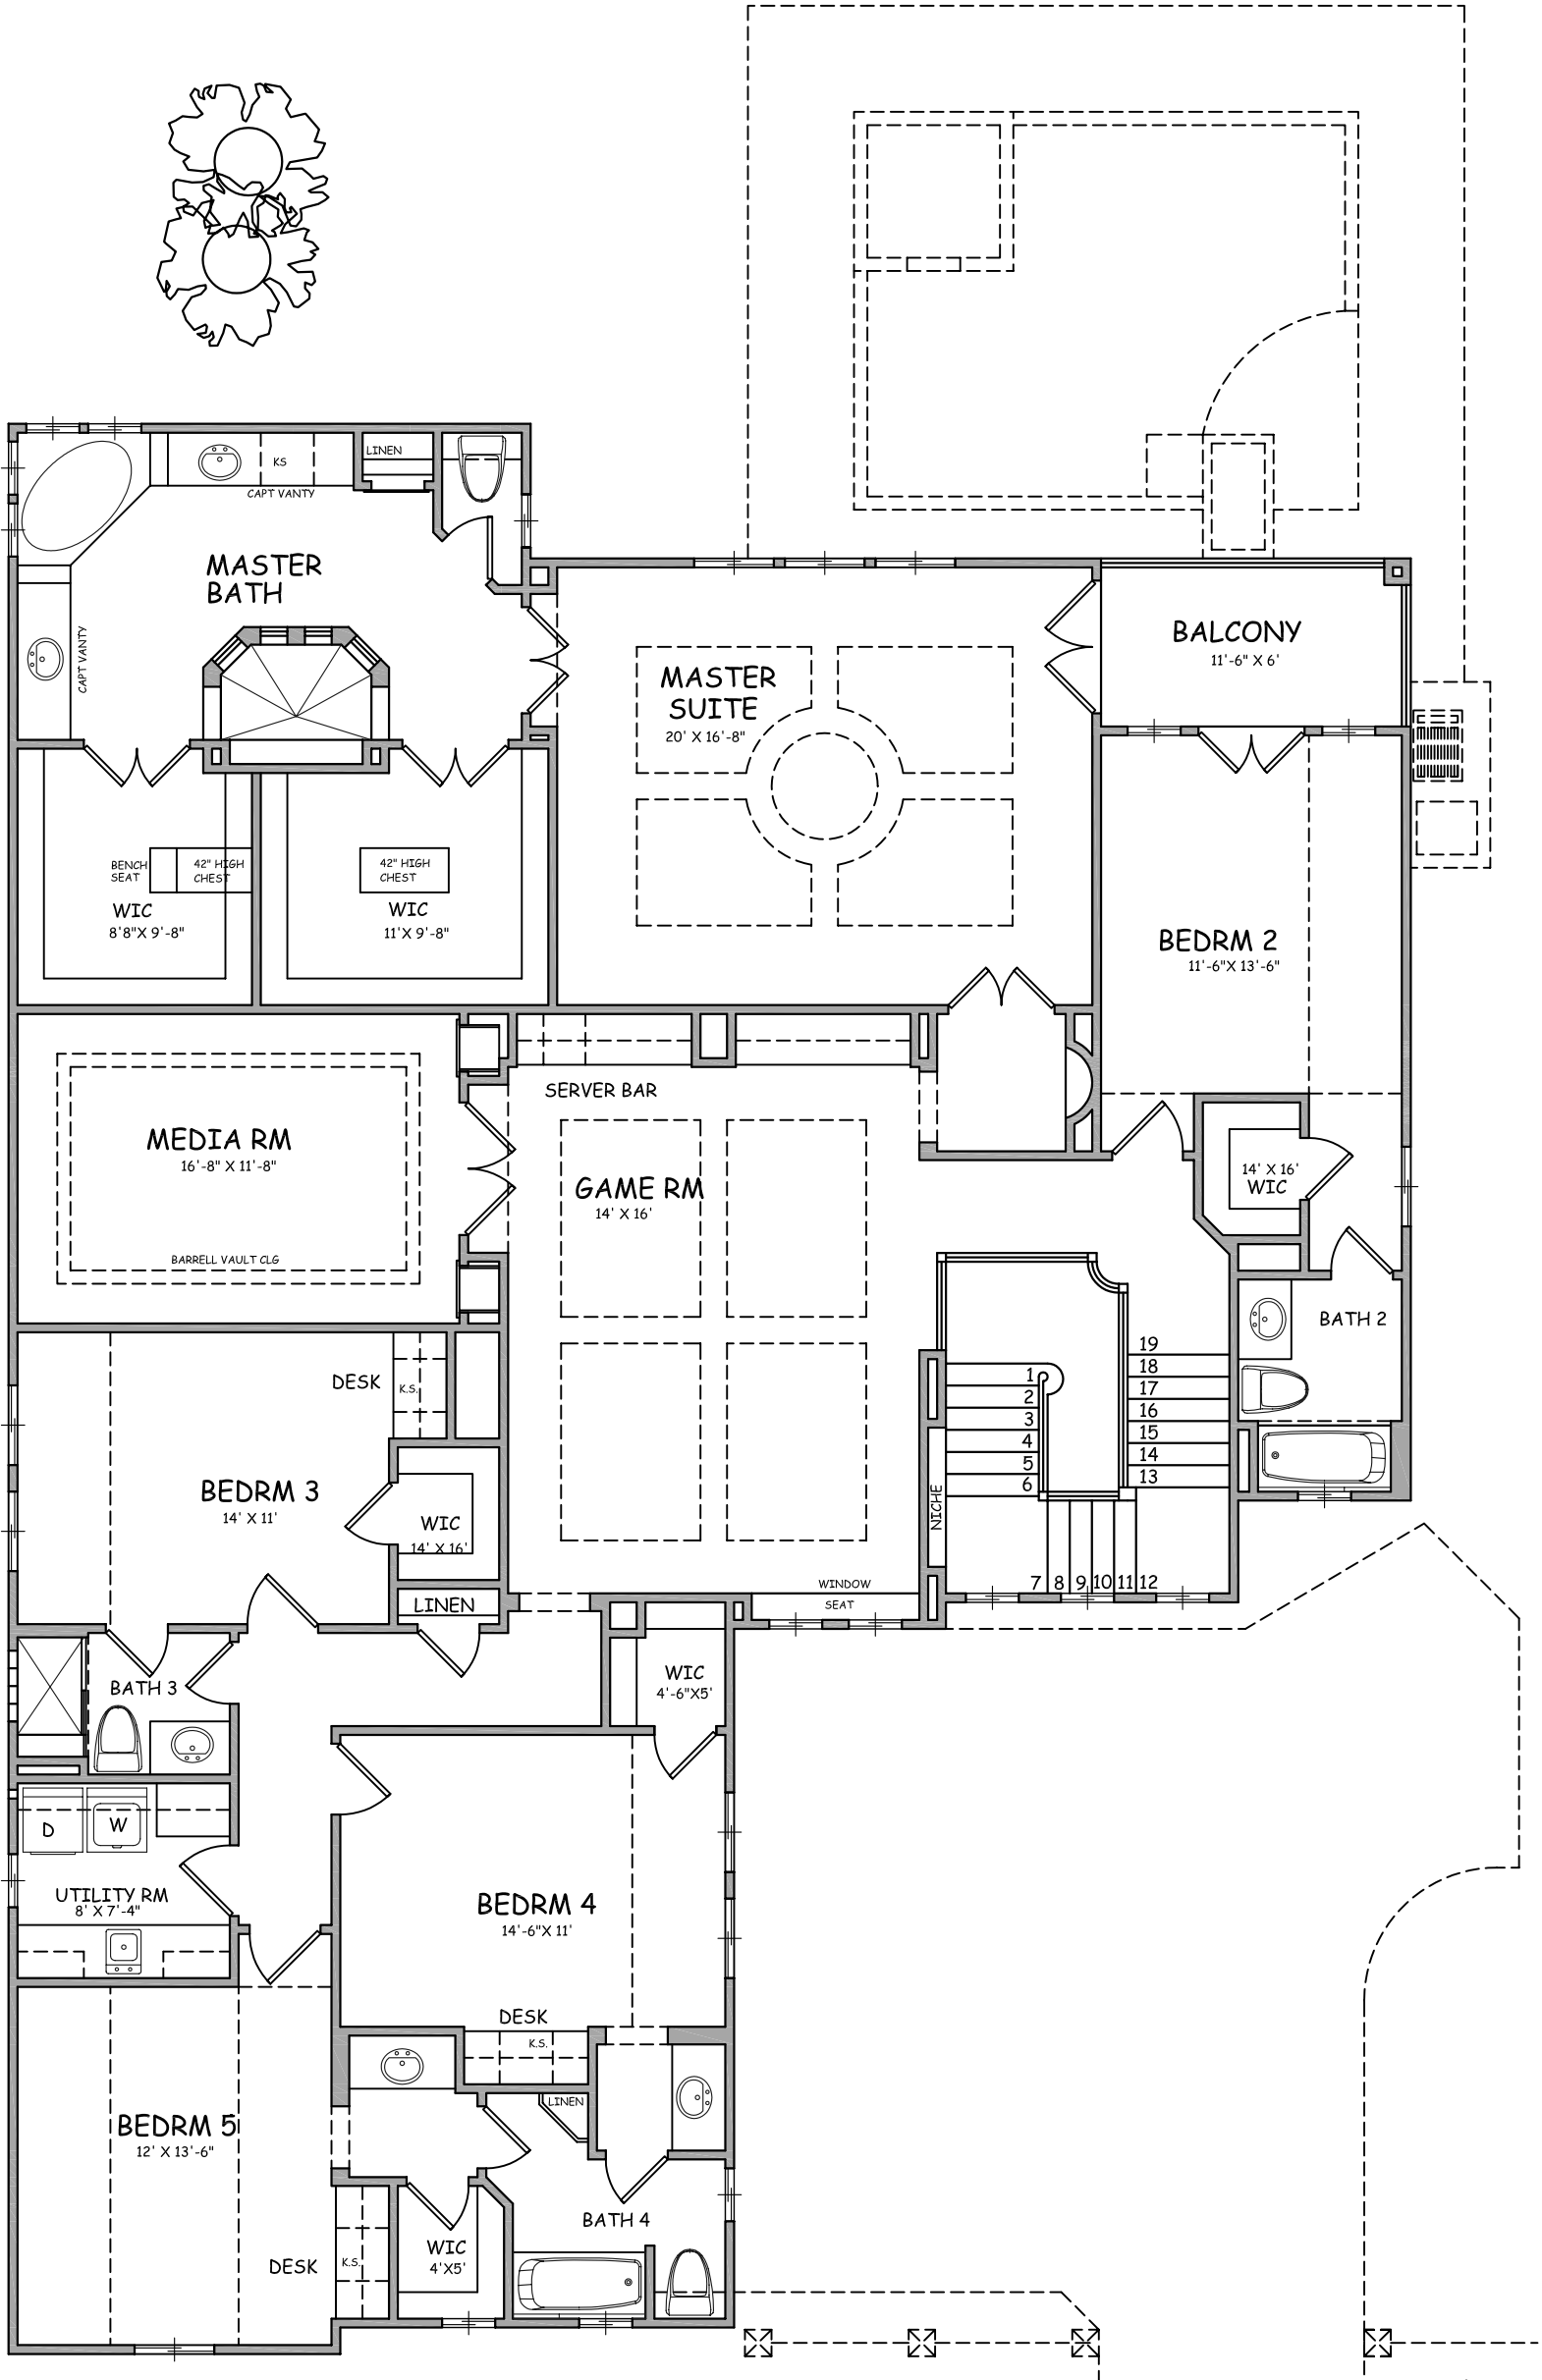 LINEN
KS
CAPT VANTY
MASTER
BATH
CAPT VANTY
MASTER
SUITE
20' X 16'-8"
BALCONY
11'-6" X 6'
BENCH
SEAT
42" HIGH
CHEST
WIC
8'8"X 9'-8"
42" HIGH
CHEST
WIC
11'X 9'-8"
BEDRM 2
11'-6"X 13'-6"
SERVER BAR
MEDIA RM
16'-8" X 11'-8"
BARRELL VAULT CLG
GAME RM
14' X 16'
14' X 16'
WIC
BATH 2
DESK
K.S.
BEDRM 3
14' X 11'
WIC
14' X 16'
LINEN
NICHE
1
2
3
4
5
6
7 8 9 10 11 12
19
18
17
16
15
14
13
WINDOW
SEAT
BATH 3
WIC
4'-6"X5'
D
W
UTILITY RM
8' X 7'-4"
BEDRM 4
14'-6"X 11'
DESK
K.S.
LINEN
BEDRM 5
12' X 13'-6"
BATH 4
WIC
4'X5'
DESK
K.S.